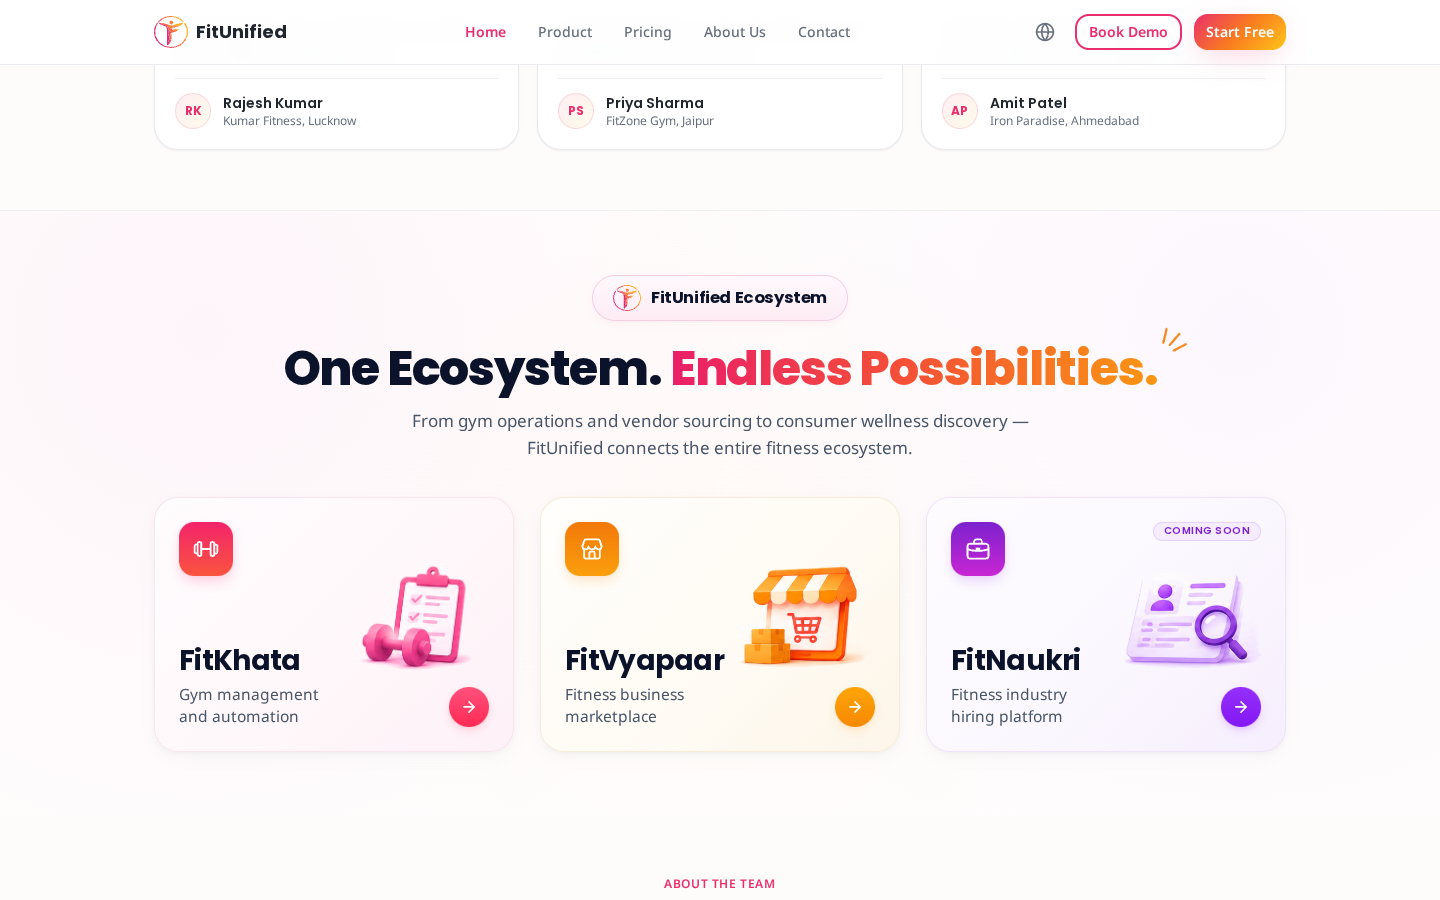 FitUnified
Home
Product
Pricing
About Us
Contact
Book Demo
Start Free
RK
Rajesh Kumar
Kumar Fitness, Lucknow
PS
Priya Sharma
FitZone Gym, Jaipur
AP
Amit Patel
Iron Paradise, Ahmedabad
FitUnified Ecosystem
One Ecosystem. Endless Possibilities.
From gym operations and vendor sourcing to consumer wellness discovery —
FitUnified connects the entire fitness ecosystem.
FitKhata
Gym management
and automation
FitVyapaar
Fitness business
marketplace
COMING SOON
FitNaukri
Fitness industry
hiring platform
ABOUT THE TEAM